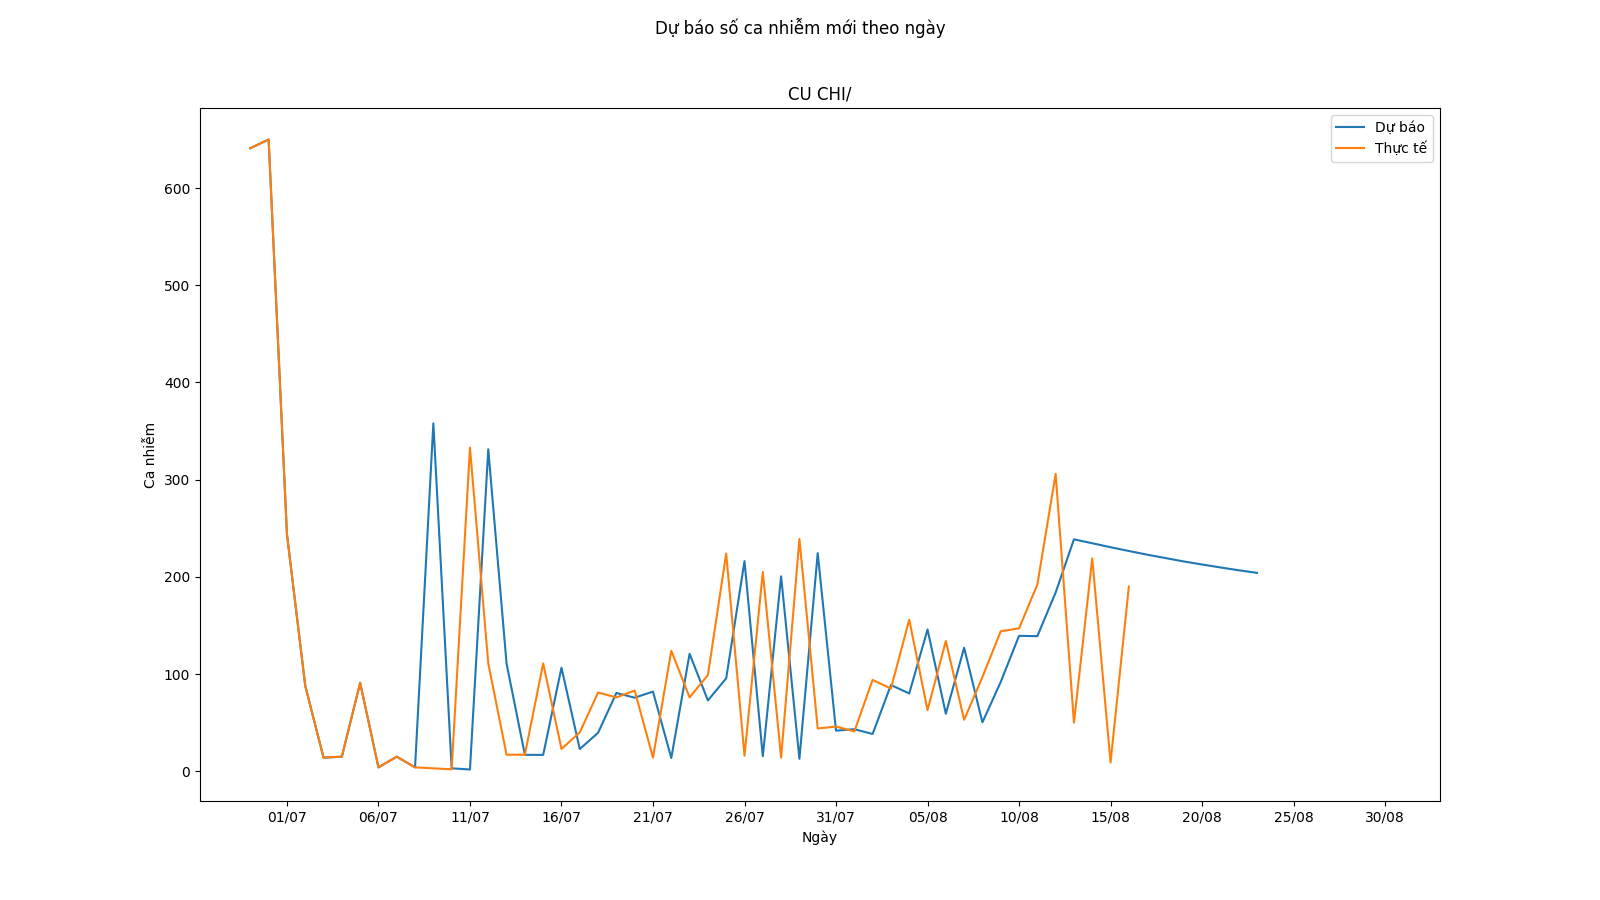 Dự báo số ca nhiễm mới theo ngày
CU CHI/
Dự báo
Thực tế
600
500
400
300
200
100
0
Ca nhiễm
01/07 06/07 11/07 16/07 21/07 26/07 31/07 05/08 10/08 15/08 20/08 25/08 30/08
Ngày